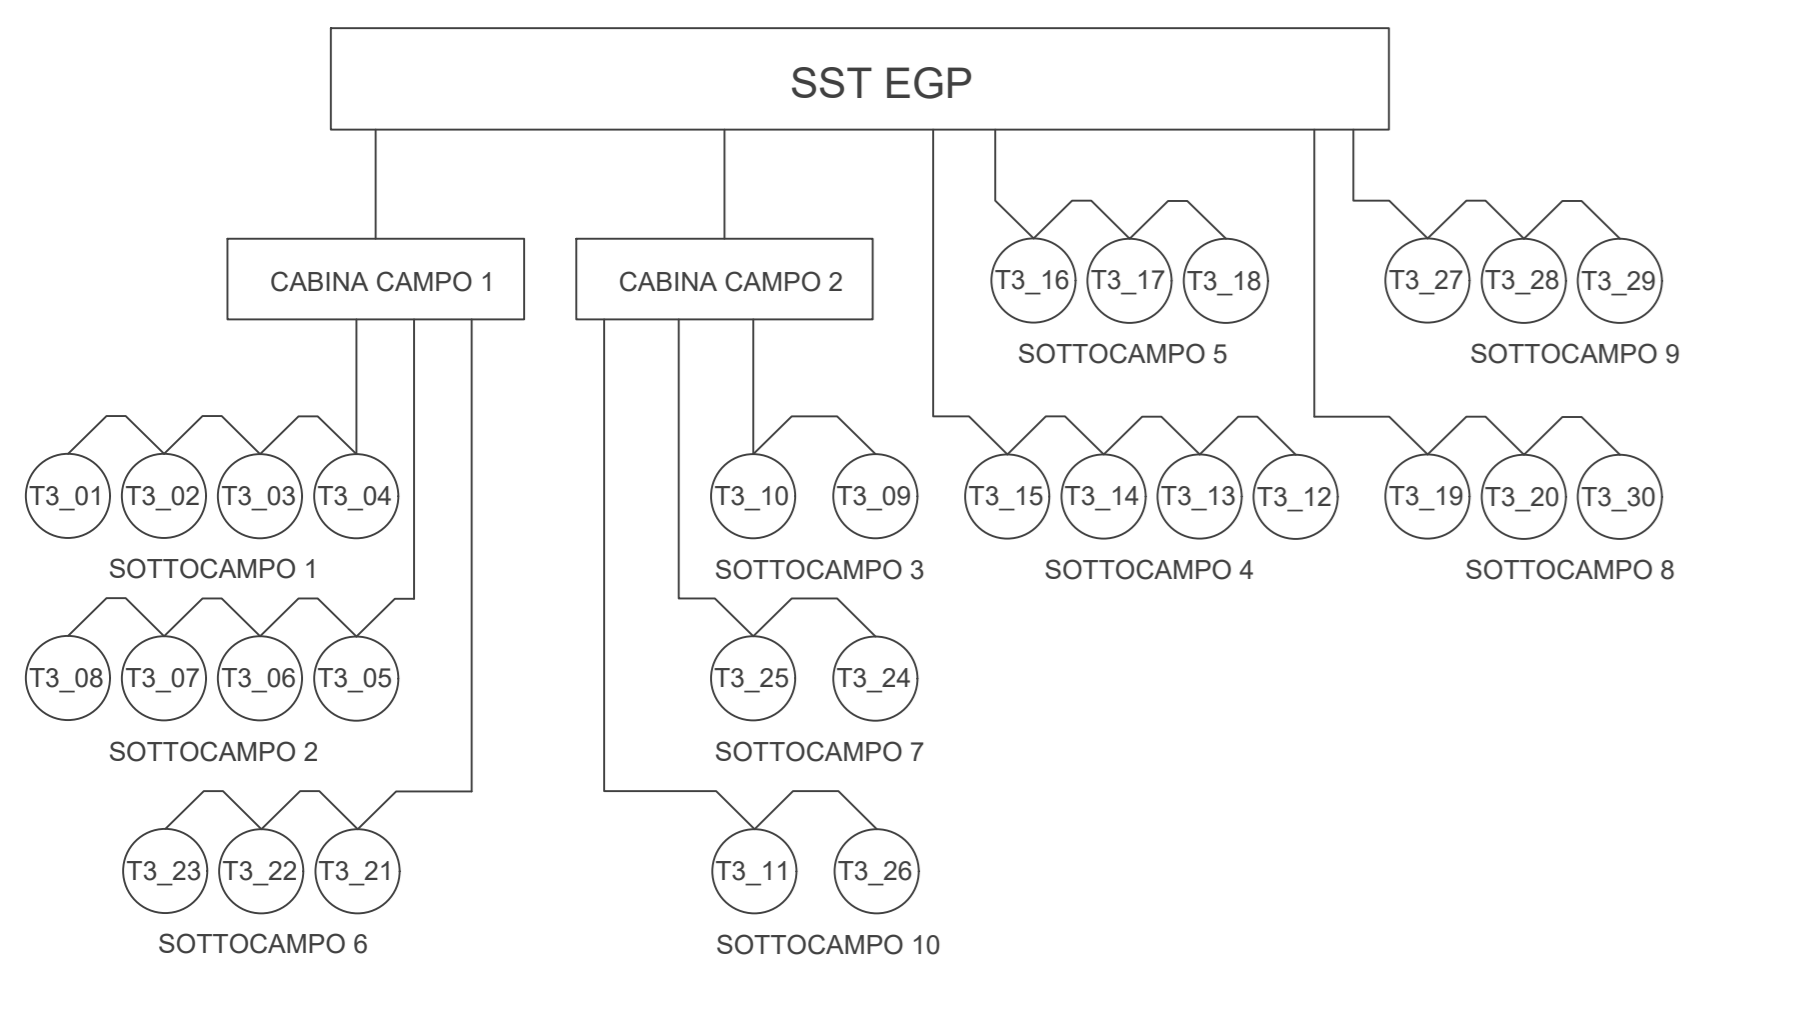 SST EGP
CABINA CAMPO 1
CABINA CAMPO 2
T3_16 T3_17 T3_18
SOTTOCAMPO 5
T3_27 T3_28 T3_29
SOTTOCAMPO 9
T3_01 T3_02 T3_03 T3_04
SOTTOCAMPO 1
T3_10 T3_09
SOTTOCAMPO 3
T3_15 T3_14 T3_13 T3_12
SOTTOCAMPO 4
T3_19 T3_20 T3_30
SOTTOCAMPO 8
T3_08 T3_07 T3_06 T3_05
SOTTOCAMPO 2
T3_25 T3_24
SOTTOCAMPO 7
T3_23 T3_22 T3_21
SOTTOCAMPO 6
T3_11 T3_26
SOTTOCAMPO 10